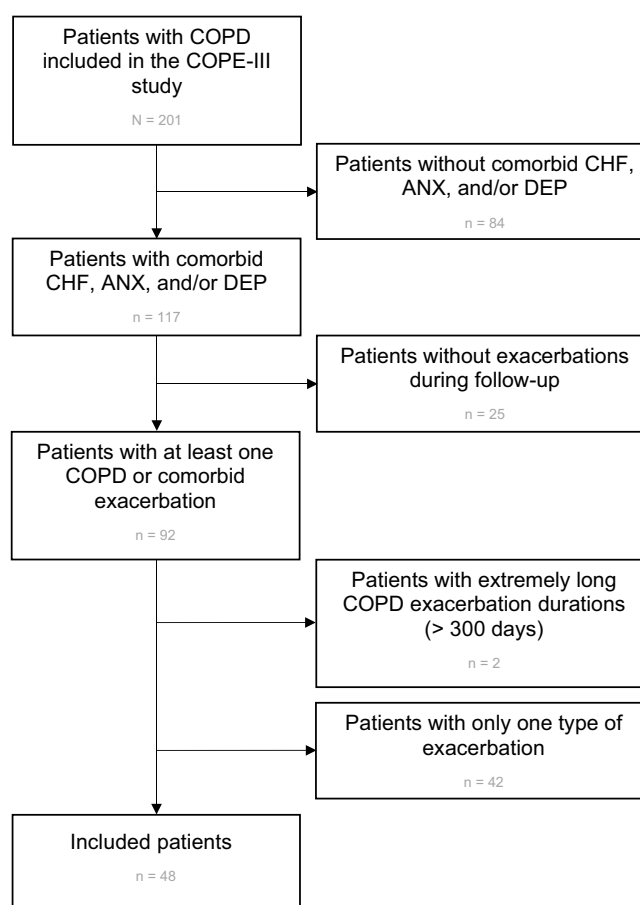 Patients with COPD
included in the COPE-III
study
N = 201
Patients without comorbid CHF,
ANX, and/or DEP
n = 84
Patients with comorbid
CHF, ANX, and/or DEP
n = 117
Patients without exacerbations
during follow-up
n = 25
Patients with at least one
COPD or comorbid
exacerbation
n = 92
Patients with extremely long
COPD exacerbation durations
(> 300 days)
n = 2
Patients with only one type of
exacerbation
n = 42
Included patients
n = 48